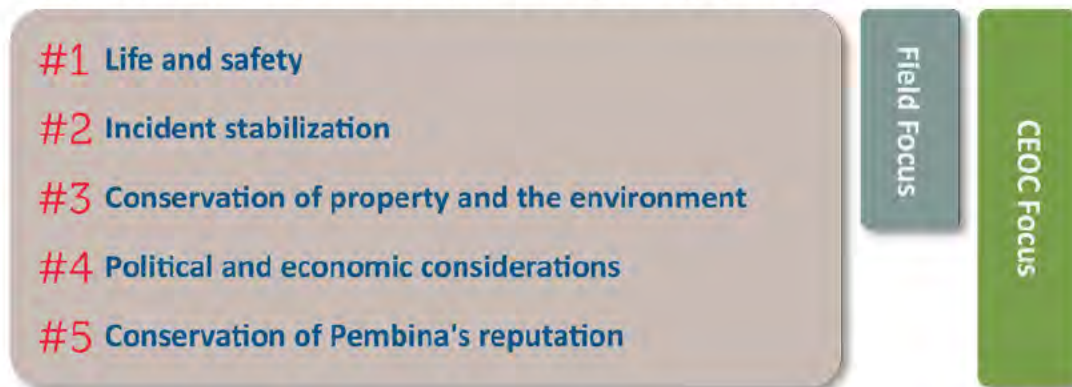 #1 Life and safety
#2 Incident stabilization
#3 Conservation of property and the environment
#4 Political and economic considerations
#5 Conservation of Pembina's reputation
Field Focus
CEOC Focus